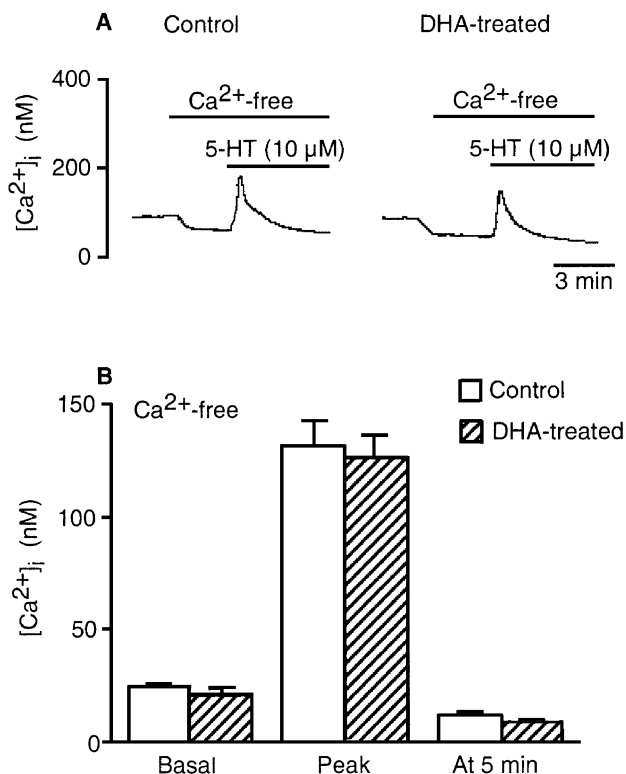 A
Control
DHA-treated
400
200
0
[Ca2+]i (nM)
Ca2+-free
5-HT (10 µM)
Ca2+-free
5-HT (10 µM)
3 min
B
Ca2+-free
Control
DHA-treated
150
100
50
0
[Ca2+]i (nM)
Basal
Peak
At 5 min